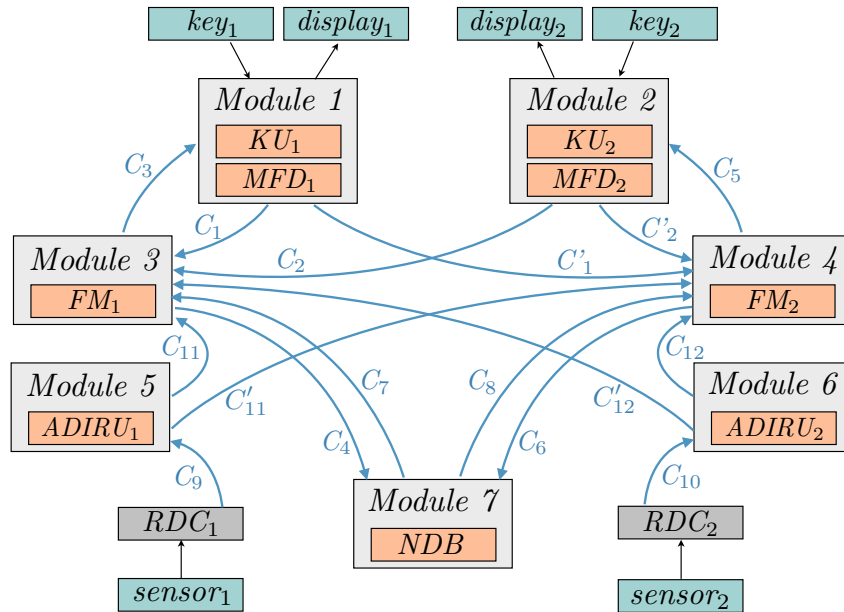 key₁ display₁ display₂ key₂
Module 1 Module 2
KU₁ KU₂
C₃ MFD₁ MFD₂ C₅
C₁ C₂ C'₁ C'₂
Module 3 Module 4
FM₁ FM₂
C₁₁ C₇ C₈ C₁₂
Module 5 C′₁₁ C′₁₂ Module 6
ADIRU₁ C₄ C₆ ADIRU₂
C₉ C₁₀
Module 7
RDC₁ RDC₂
NDB
sensor₁ sensor₂